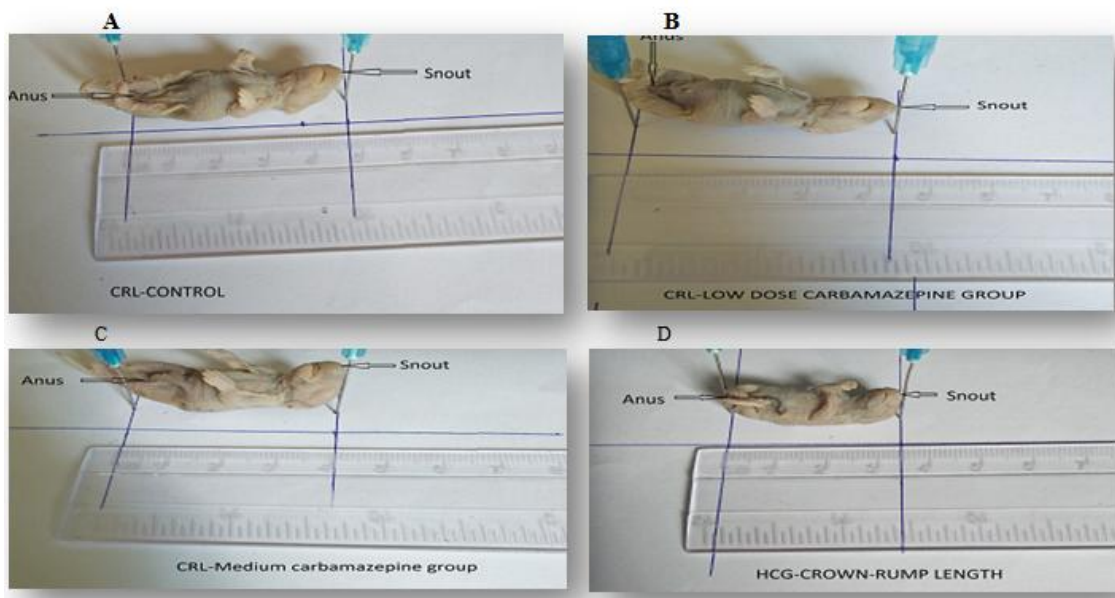 A
Snout
Anus
CRL-CONTROL
B
Anus
Snout
CRL-LOW DOSE CARBAMAZEPINE GROUP
C
Snout
Anus
CRL-Medium carbamazepine group
D
Anus
Snout
HCG-CROWN-RUMP LENGTH